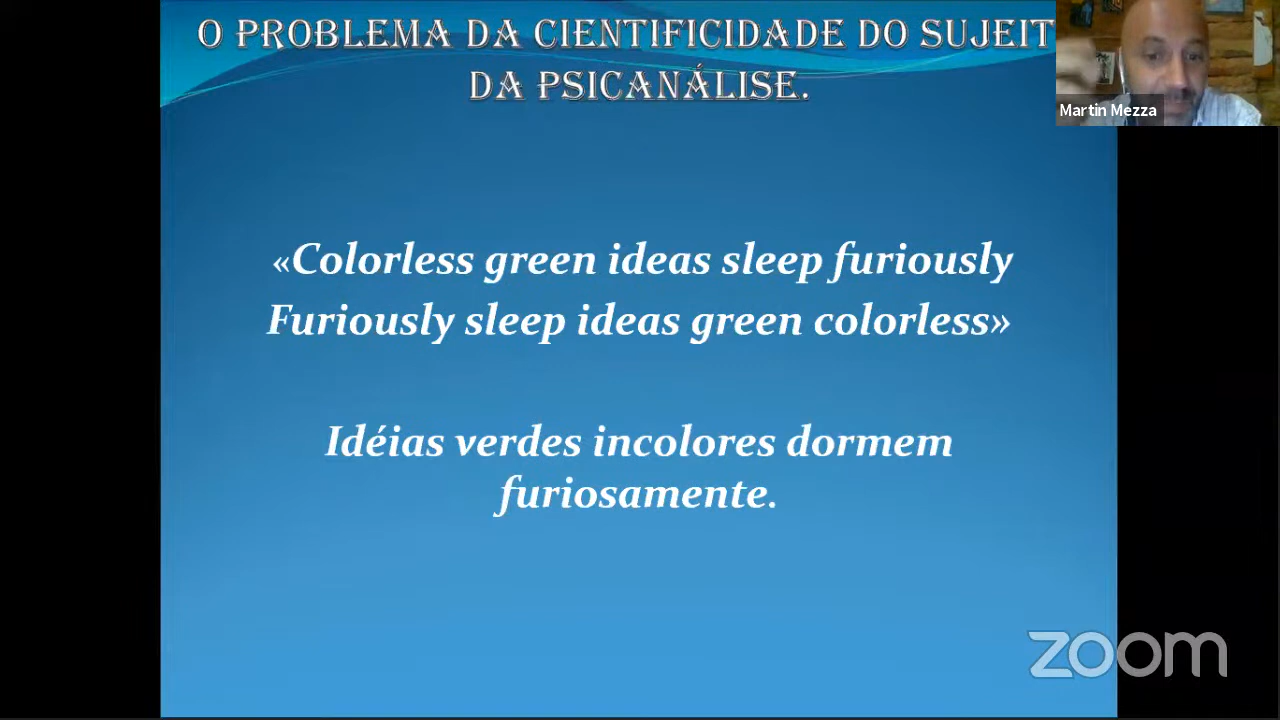 O PROBLEMA DA CIENTIFICIDADE DO SUJEIT
DA PSICANÁLISE.
Martin Mezza
«Colorless green ideas sleep furiously
Furiously sleep ideas green colorless»
Idéias verdes incolores dormem
furiosamente.
zoom